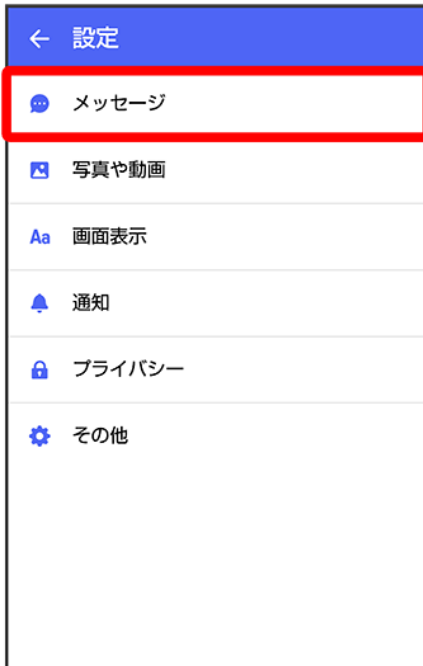 設定
メッセージ
写真や動画
Aa 画面表示
通知
プライバシー
その他